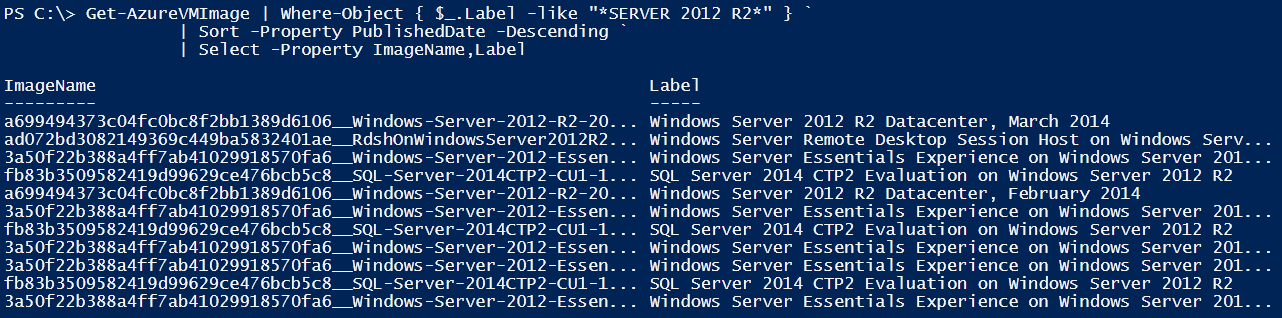 PS C:\> Get-AzureVMImage | Where-Object { $_.Label -like "*SERVER 2012 R2*" } `
| Sort -Property PublishedDate -Descending `
| Select -Property ImageName,Label
ImageName Label
--------- -----
a699494373c04fc0bc8f2bb1389d6106__Windows-Server-2012-R2-20... Windows Server 2012 R2 Datacenter, March 2014
ad072bd3082149369c449ba5832401ae__RdshOnWindowsServer2012R2... Windows Server Remote Desktop Session Host on Windows Serv...
3a50f22b388a4ff7ab41029918570fa6__Windows-Server-2012-Essen... Windows Server Essentials Experience on Windows Server 201...
fb83b3509582419d99629ce476bcb5c8__SQL-Server-2014CTP2-CU1-1... SQL Server 2014 CTP2 Evaluation on Windows Server 2012 R2
a699494373c04fc0bc8f2bb1389d6106__Windows-Server-2012-R2-20... Windows Server 2012 R2 Datacenter, February 2014
3a50f22b388a4ff7ab41029918570fa6__Windows-Server-2012-Essen... Windows Server Essentials Experience on Windows Server 201...
fb83b3509582419d99629ce476bcb5c8__SQL-Server-2014CTP2-CU1-1... SQL Server 2014 CTP2 Evaluation on Windows Server 2012 R2
3a50f22b388a4ff7ab41029918570fa6__Windows-Server-2012-Essen... Windows Server Essentials Experience on Windows Server 201...
3a50f22b388a4ff7ab41029918570fa6__Windows-Server-2012-Essen... Windows Server Essentials Experience on Windows Server 201...
fb83b3509582419d99629ce476bcb5c8__SQL-Server-2014CTP2-CU1-1... SQL Server 2014 CTP2 Evaluation on Windows Server 2012 R2
3a50f22b388a4ff7ab41029918570fa6__Windows-Server-2012-Essen... Windows Server Essentials Experience on Windows Server 201...